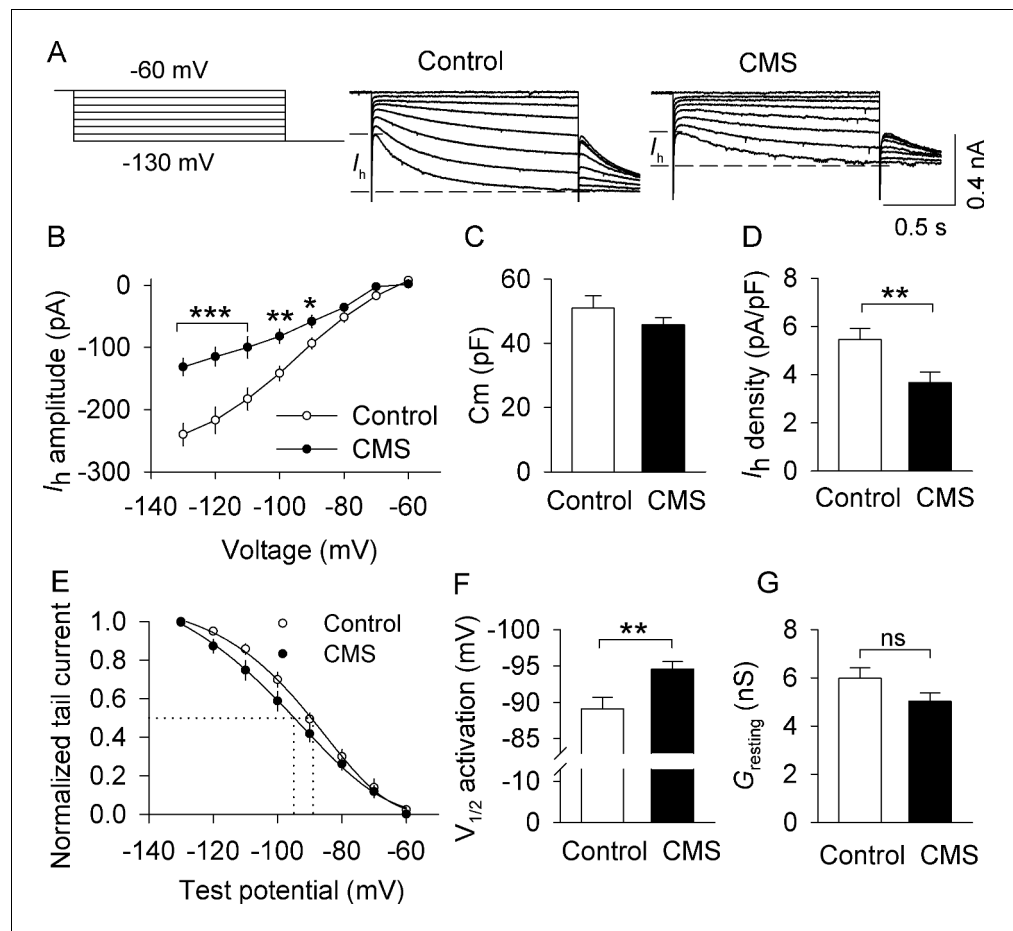 A
-60 mV
-130 mV
Control
CMS
Ih
Ih
0.4 nA
0.5 s
B
Ih amplitude (pA)
0
-100
-200
-300
***
**
*
Control
CMS
-140 -120 -100 -80 -60
Voltage (mV)
C
Cm (pF)
60
40
20
0
Control CMS
D
Ih density (pA/pF)
8
6
4
2
0
**
Control CMS
E
Normalized tail current
1.0
0.8
0.6
0.4
0.2
0.0
Control
CMS
-140 -120 -100 -80 -60
Test potential (mV)
F
V1/2 activation (mV)
-100
-95
-90
-85
-10
0
**
Control CMS
G
Gresting (nS)
8
6
4
2
0
ns
Control CMS